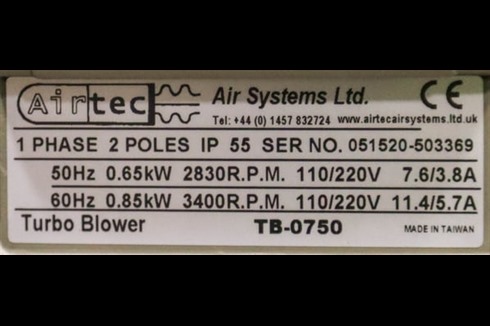 Airtec Air Systems Ltd. CE
Tel: +44 (0) 1457 832724 www.airtecairsystems.ltd.uk
1 PHASE 2 POLES IP 55 SER NO. 051520-503369
50Hz 0.65kW 2830R.P.M. 110/220V 7.6/3.8A
60Hz 0.85kW 3400R.P.M. 110/220V 11.4/5.7A
Turbo Blower TB-0750 MADE IN TAIWAN